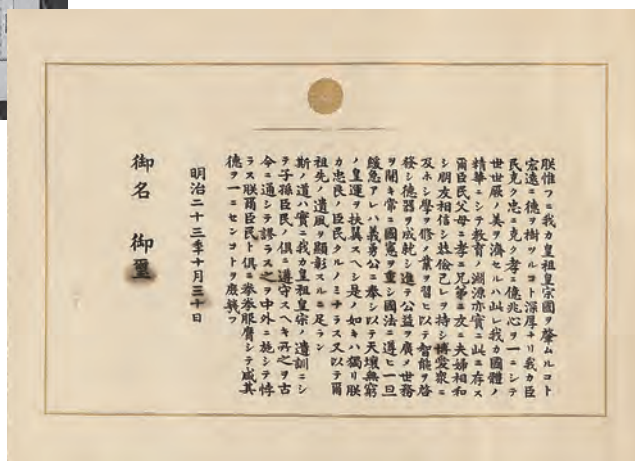 朕惟フニ我カ皇祖皇宗國ヲ肇ムルコト
宏遠ニ德ヲ樹ツルコト深厚ナリ我カ臣
民克ク忠ニ克ク孝ニ億兆心ヲ一ニシテ
世世厥ノ美ヲ濟セルハ此レ我カ國體ノ
精華ニシテ教育ノ淵源亦實ニ此ニ存ス
爾臣民父母ニ孝ニ兄弟ニ友ニ夫婦相和
シ朋友相信シ恭儉己レヲ持シ博愛衆ニ
及ホシ學ヲ修メ業ヲ習ヒ以テ智能ヲ啓
發シ德器ヲ成就シ進テ公益ヲ廣メ世務
ヲ開キ常ニ國憲ヲ重シ國法ニ遵ヒ一旦
緩急アレハ義勇公ニ奉シ以テ天壤無窮
ノ皇運ヲ扶翼スヘシ是ノ如キハ獨リ朕
カ忠良ノ臣民タルノミナラス又以テ爾
祖先ノ遺風ヲ顯彰スルニ足ラン
斯ノ道ハ實ニ我カ皇祖皇宗ノ遺訓ニシ
テ子孫臣民ノ俱ニ遵守スヘキ所之ヲ古
今ニ通シテ謬ラス之ヲ中外ニ施シテ悖
ラス朕爾臣民ト俱ニ拳拳服膺シテ咸其
德ヲ一ニセンコトヲ庶幾フ
明治二十三年十月三十日
御名 御璽